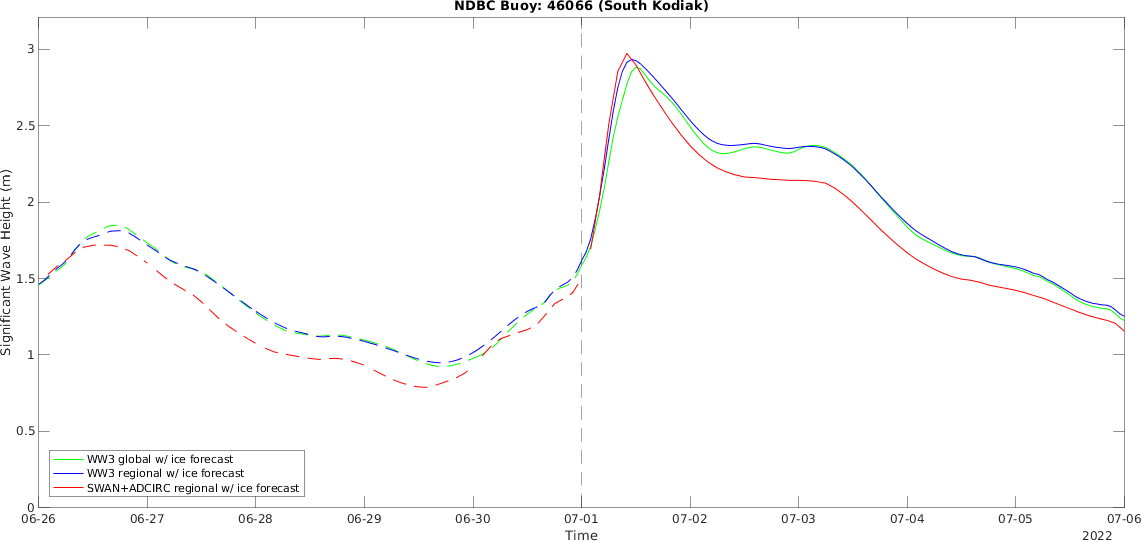 NDBC Buoy: 46066 (South Kodiak)
Significant Wave Height (m)
3
2.5
2
1.5
1
0.5
0
WW3 global w/ ice forecast
WW3 regional w/ ice forecast
SWAN+ADCIRC regional w/ ice forecast
06-26 06-27 06-28 06-29 06-30 07-01 07-02 07-03 07-04 07-05 07-06
Time
2022